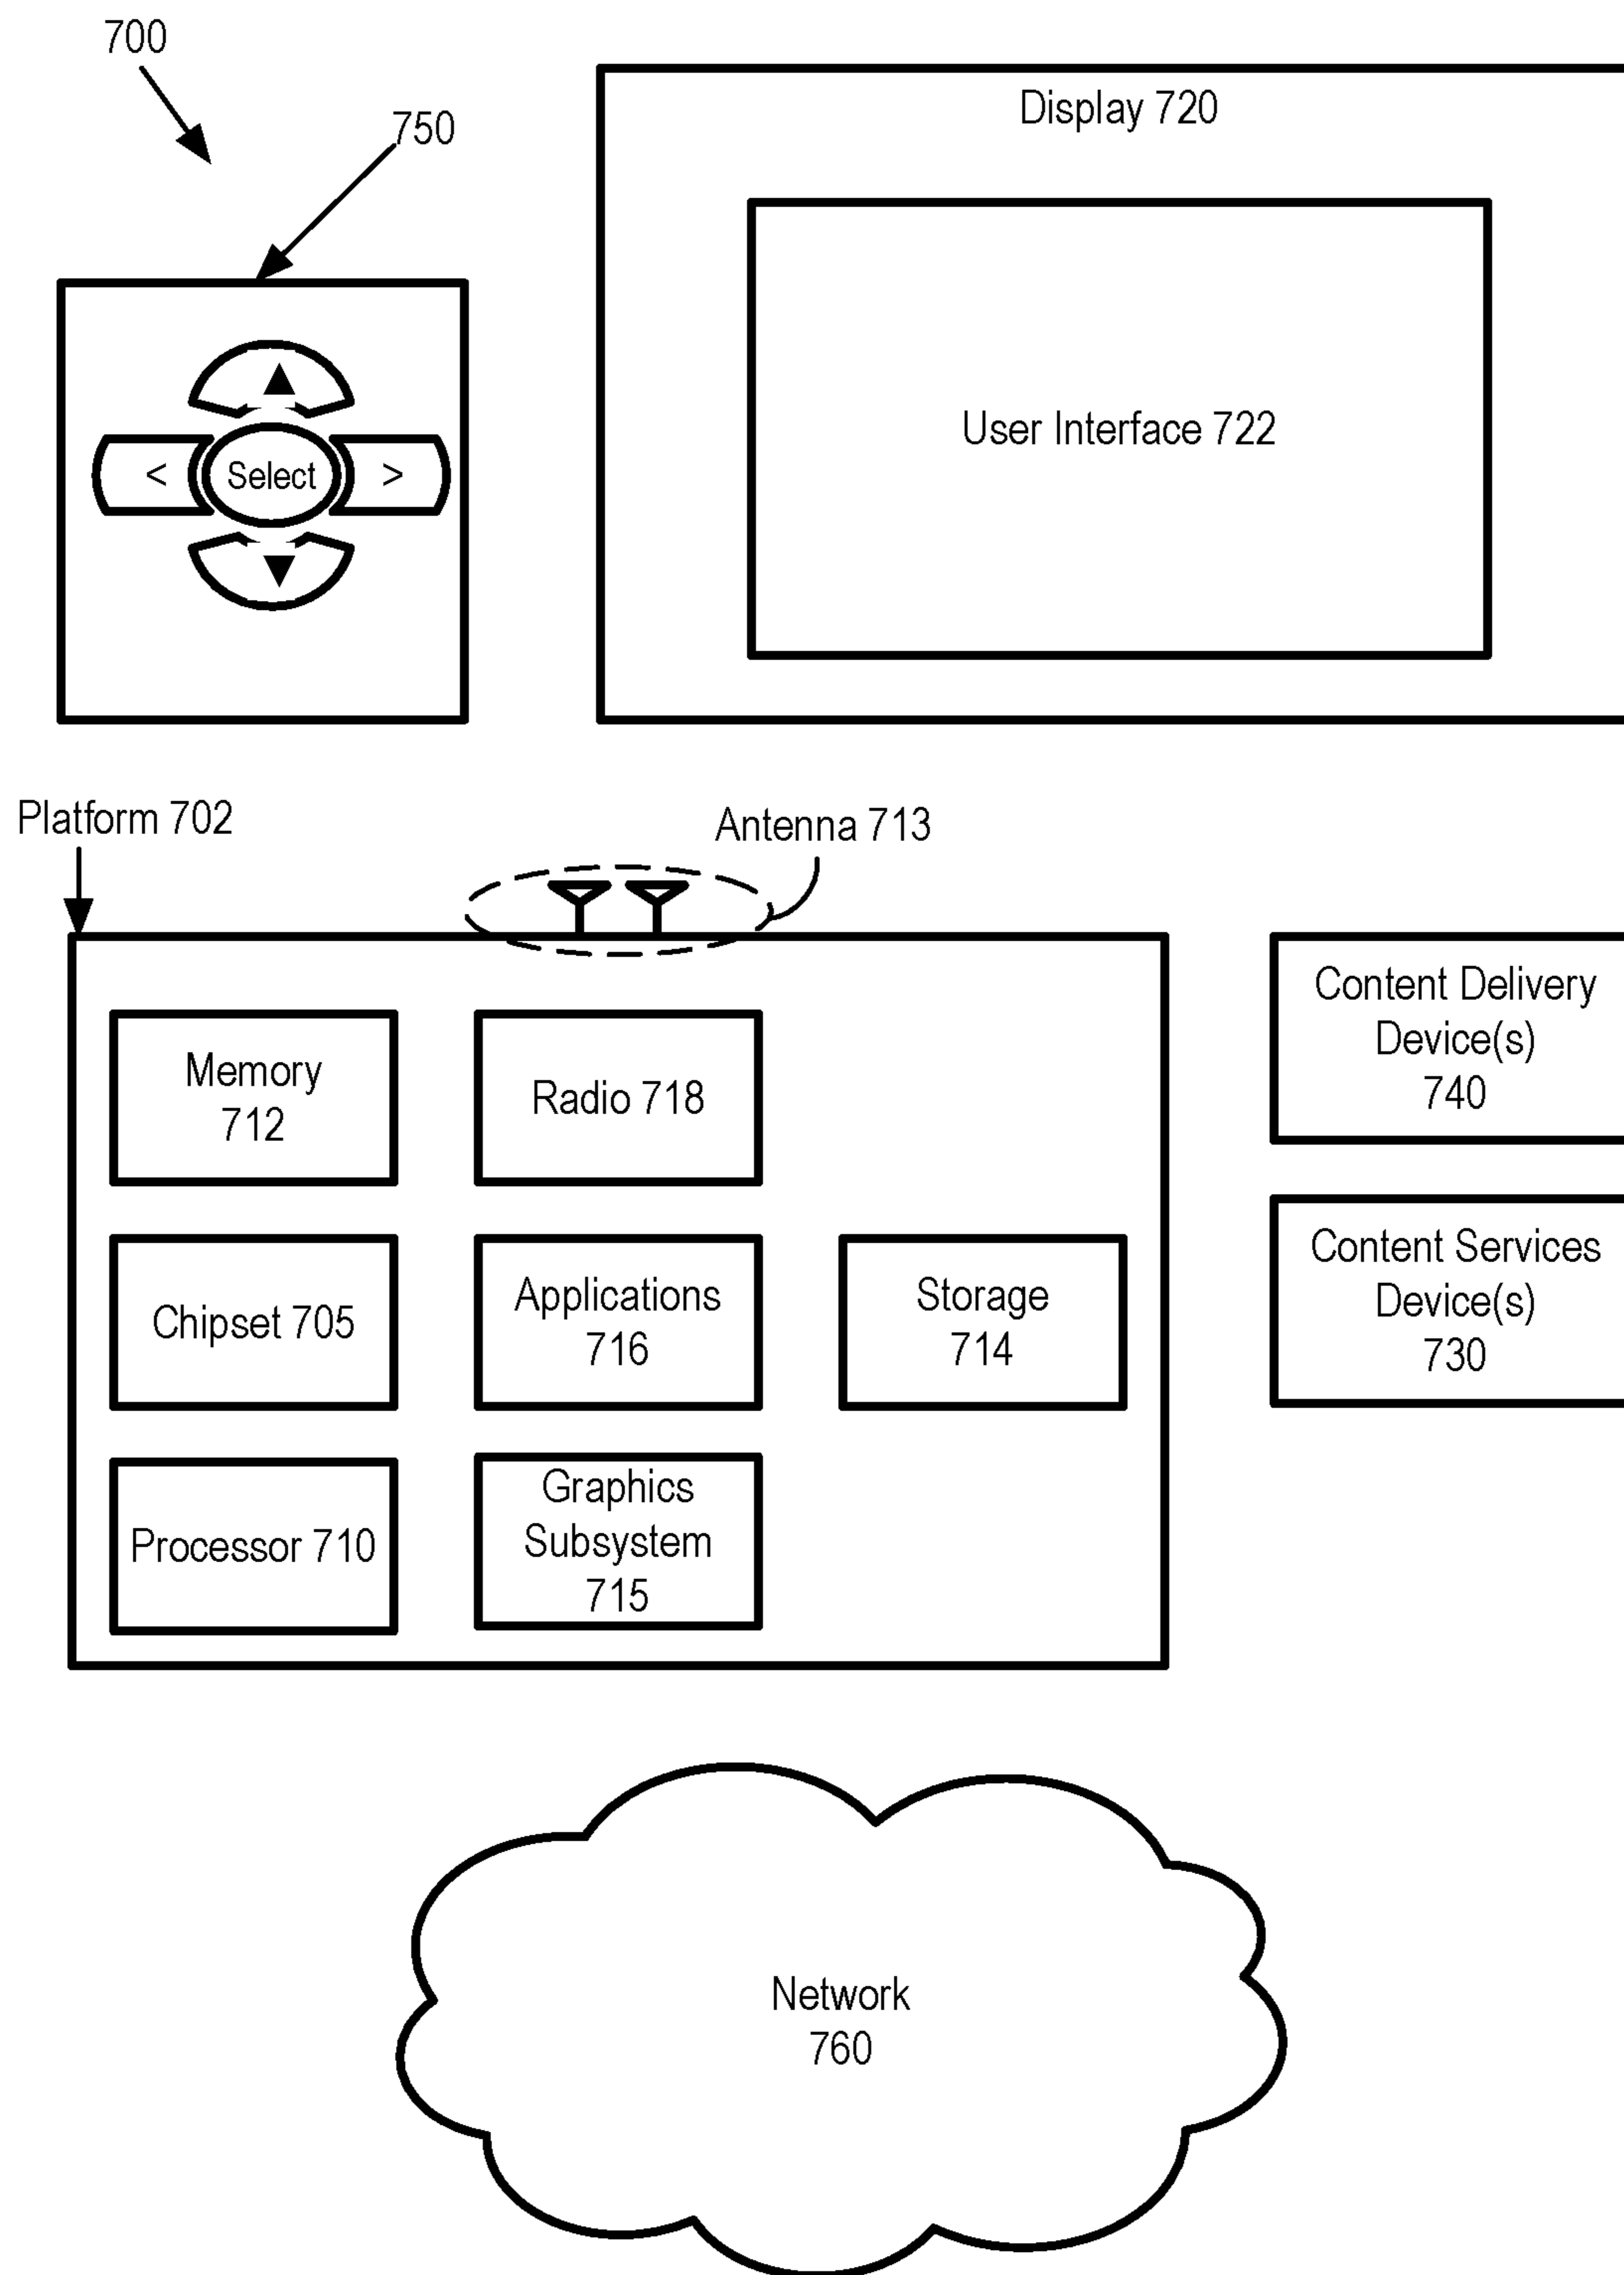 700
750
Display 720
User Interface 722
<
Select
>
Platform 702
Antenna 713
Memory
712
Radio 718
Chipset 705
Applications
716
Storage
714
Processor 710
Graphics
Subsystem
715
Content Delivery
Device(s)
740
Content Services
Device(s)
730
Network
760